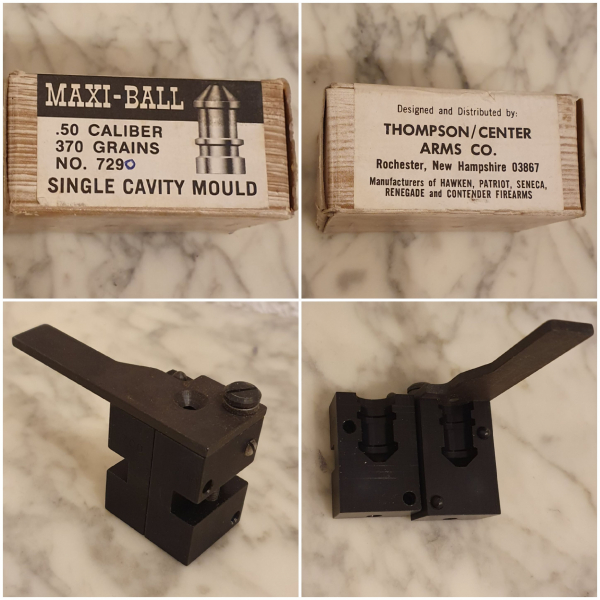 MAXI-BALL
.50 CALIBER
370 GRAINS
NO. 7290
SINGLE CAVITY MOULD
Designed and Distributed by:
THOMPSON/CENTER
ARMS CO.
Rochester, New Hampshire 03867
Manufacturers of HAWKEN, PATRIOT, SENECA,
RENEGADE and CONTENDER FIREARMS